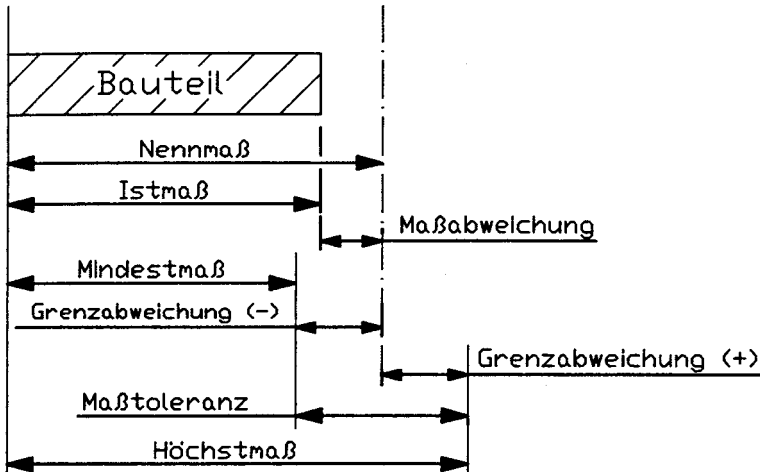 Bauteil
Nennmaß
Istmaß
Maßabweichung
Mindestmaß
Grenzabweichung (-)
Grenzabweichung (+)
Maßtoleranz
Höchstmaß